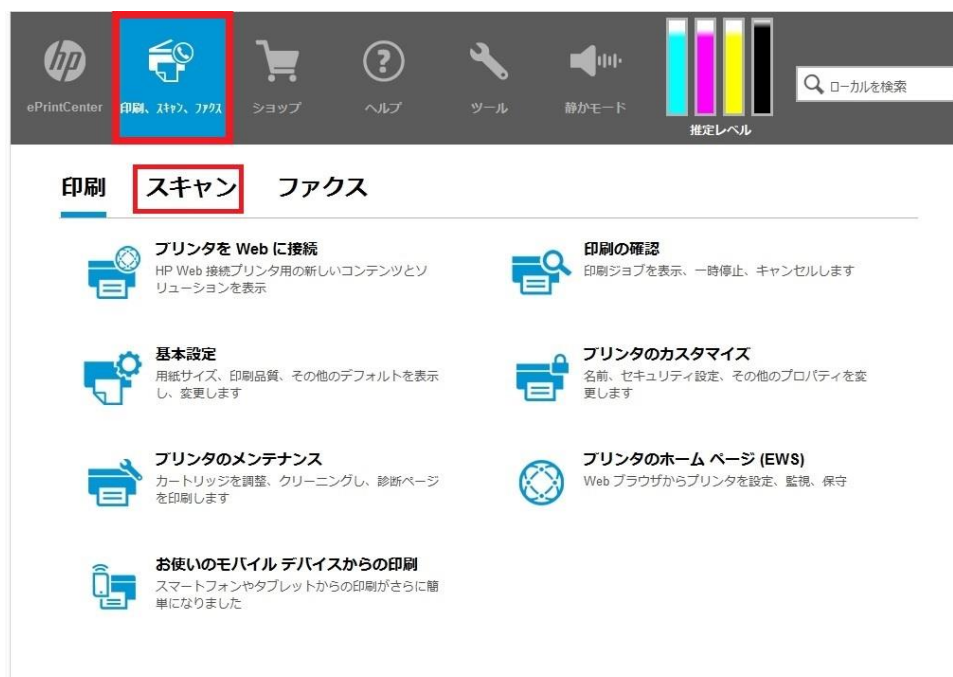 hp
ePrintCenter
印刷、スキャン、ファクス
ショップ
ヘルプ
ツール
静かモード
推定レベル
ローカルを検索
印刷 スキャン ファクス
プリンタを Web に接続
HP Web 接続プリンタ用の新しいコンテンツとソ
リューションを表示
印刷の確認
印刷ジョブを表示、一時停止、キャンセルします
基本設定
用紙サイズ、印刷品質、その他のデフォルトを表示
し、変更します
プリンタのカスタマイズ
名前、セキュリティ設定、その他のプロパティを変
更します
プリンタのメンテナンス
カートリッジを調整、クリーニングし、診断ページ
を印刷します
プリンタのホーム ページ (EWS)
Web ブラウザからプリンタを設定、監視、保守
お使いのモバイル デバイスからの印刷
スマートフォンやタブレットからの印刷がさらに簡
単になりました